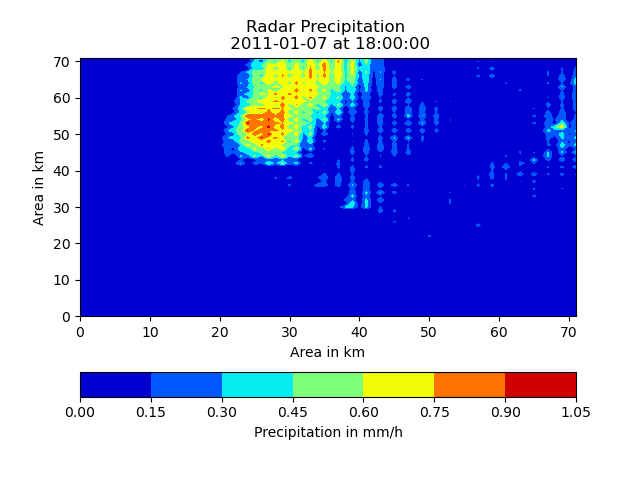 Radar Precipitation
2011-01-07 at 18:00:00
70
60
50
40
30
20
10
0
Area in km
0 10 20 30 40 50 60 70
Area in km
0.00 0.15 0.30 0.45 0.60 0.75 0.90 1.05
Precipitation in mm/h